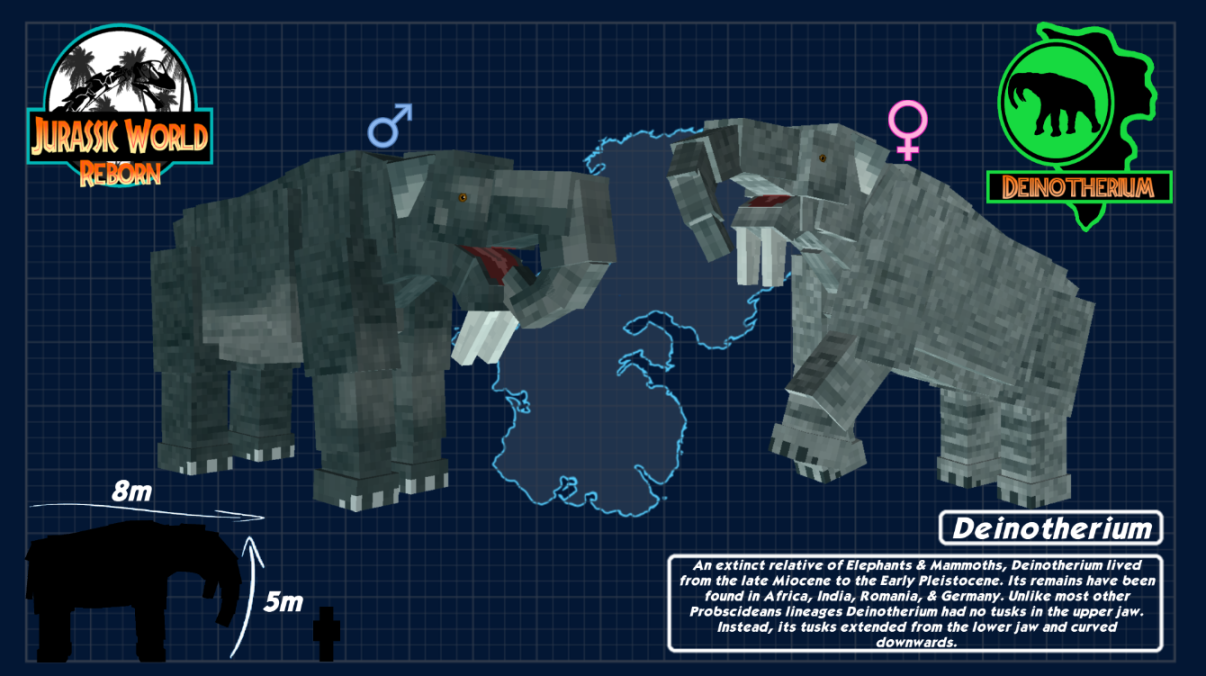 JURASSIC WORLD
REBORN
♂
♀
DEINOTHERIUM
8m
5m
Deinotherium
An extinct relative of Elephants & Mammoths, Deinotherium lived
from the late Miocene to the Early Pleistocene. Its remains have been
found in Africa, India, Romania, & Germany. Unlike most other
Probscideans lineages Deinotherium had no tusks in the upper jaw.
Instead, its tusks extended from the lower jaw and curved
downwards.